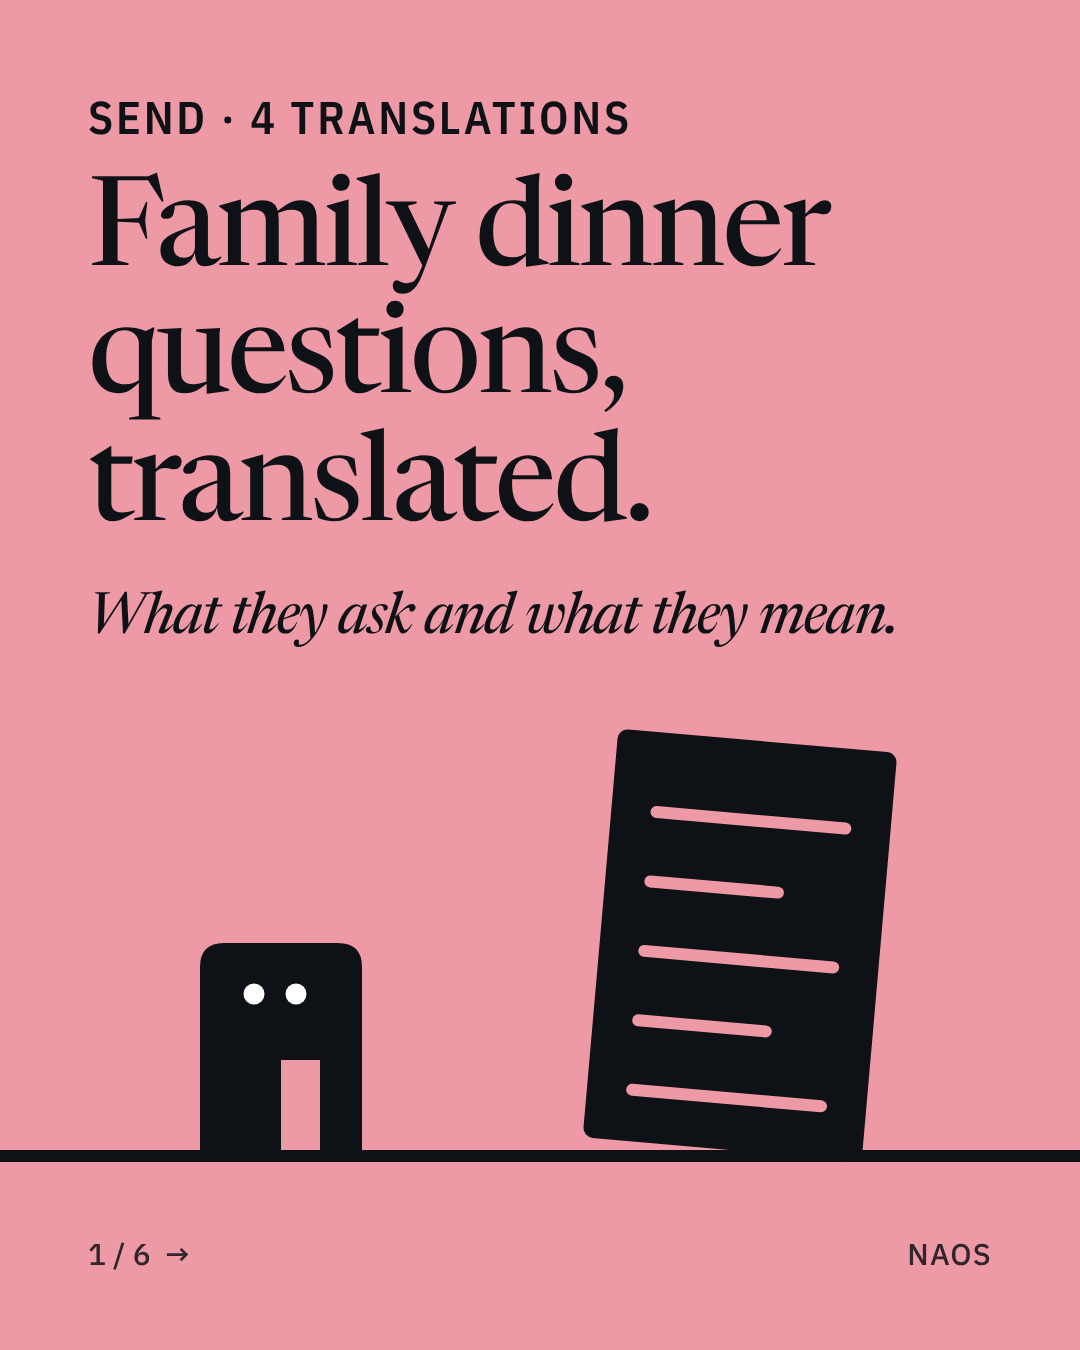 SEND · 4 TRANSLATIONS
Family dinner
questions,
translated.
What they ask and what they mean.
1 / 6 →
NAOS